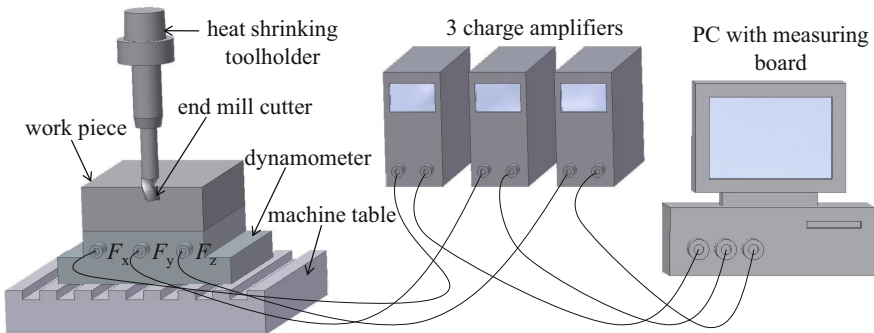 heat shrinking
toolholder
3 charge amplifiers
PC with measuring
board
end mill cutter
work piece
dynamometer
machine table
Fx Fy Fz